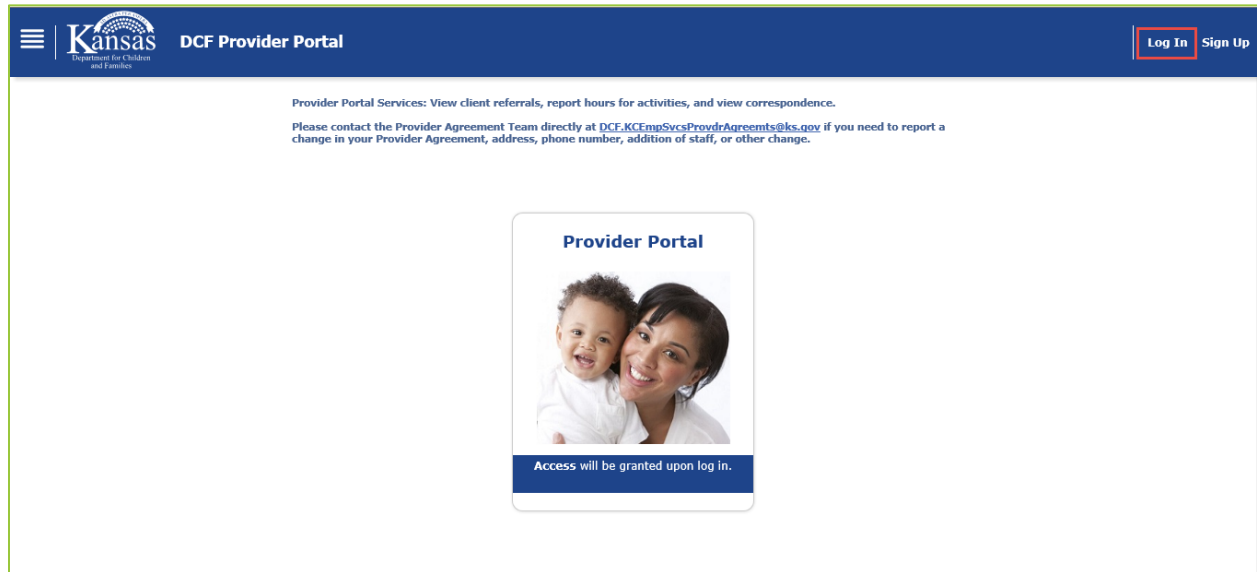 Kansas
Department for Children
and Families
DCF Provider Portal
Log In
Sign Up
Provider Portal Services: View client referrals, report hours for activities, and view correspondence.
Please contact the Provider Agreement Team directly at DCF.KCEmpSvcsProvdrAgreemts@ks.gov if you need to report a
change in your Provider Agreement, address, phone number, addition of staff, or other change.
Provider Portal
Access will be granted upon log in.